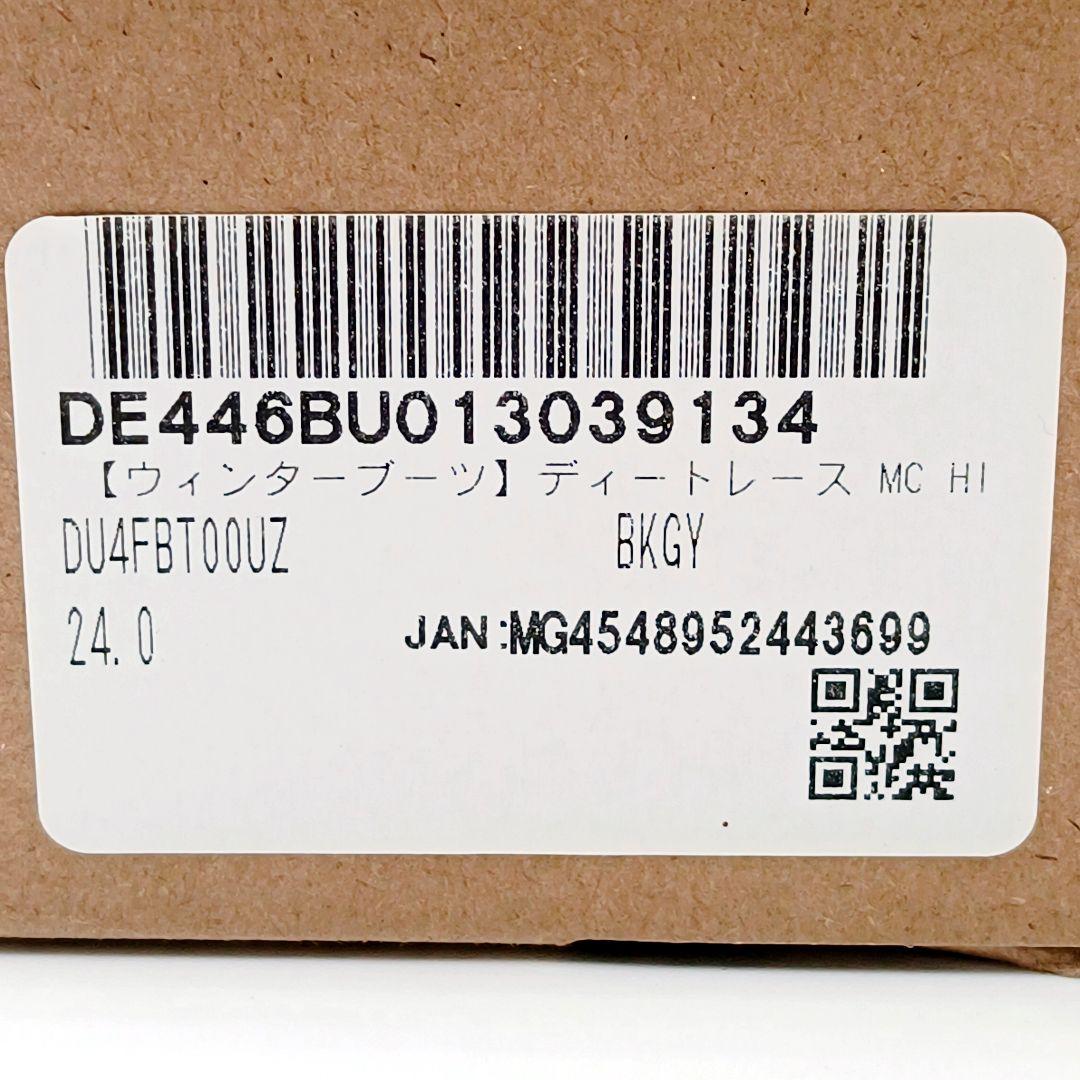 DE446BU013039134
【ウィンターブーツ】ディートレース MC HI
DU4FBT00UZ BKGY
24.0 JAN:MG4548952443699